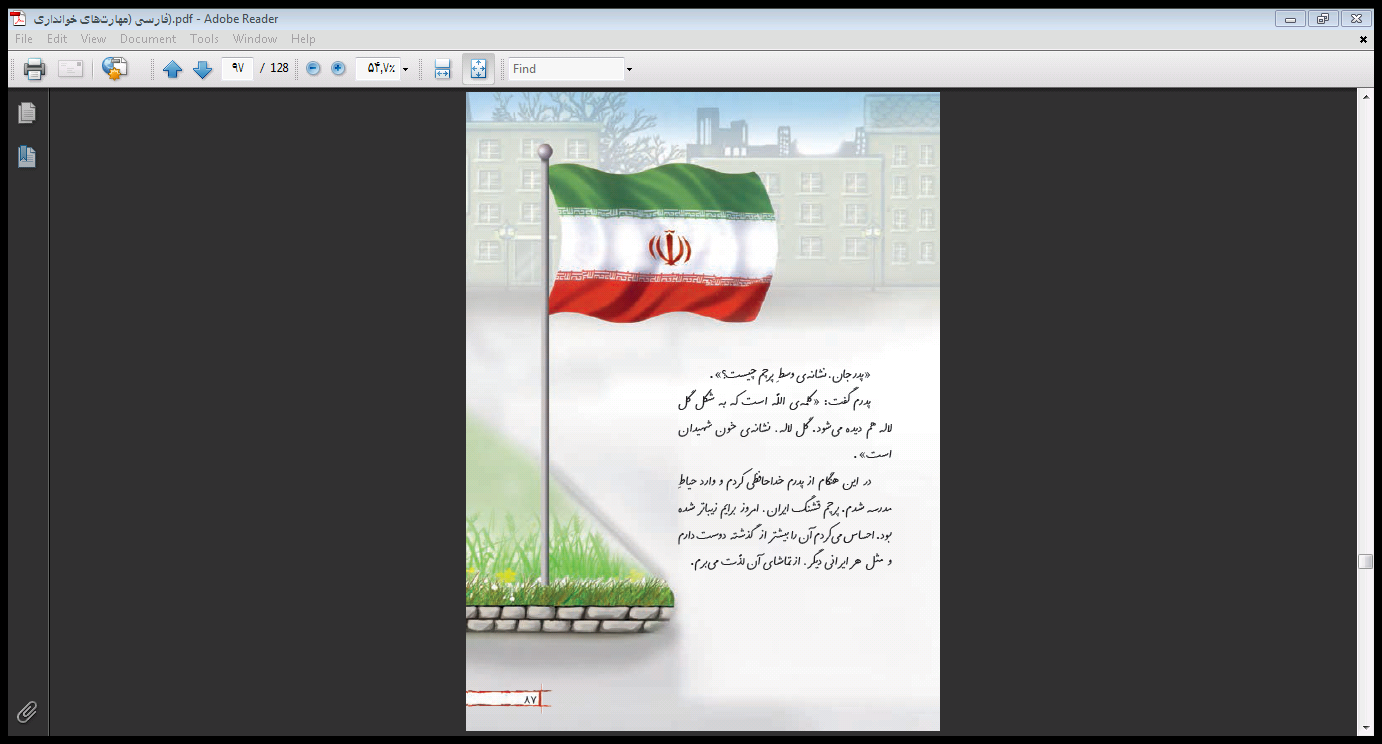 فارسی (مهارت‌های خوانداری).pdf - Adobe Reader
File Edit View Document Tools Window Help
۹۷ / 128 ۵۴,۷% Find
«پدرجان، نشانه‌ی وسطِ پرچم چیست؟».
پدرم گفت: «کلمه‌ی اللّه است که به شکل گل
لاله هم دیده می‌شود. گل لاله، نشانه‌ی خون شهیدان
است».
در این هنگام از پدرم خداحافظی کردم و وارد حیاطِ
مدرسه شدم. پرچم قشنگ ایران، امروز برایم زیباتر شده
بود. احساس می‌کردم آن را بیشتر از گذشته دوست دارم
و مثل هر ایرانی دیگر، از تماشای آن لذّت می‌برم.
۸۷